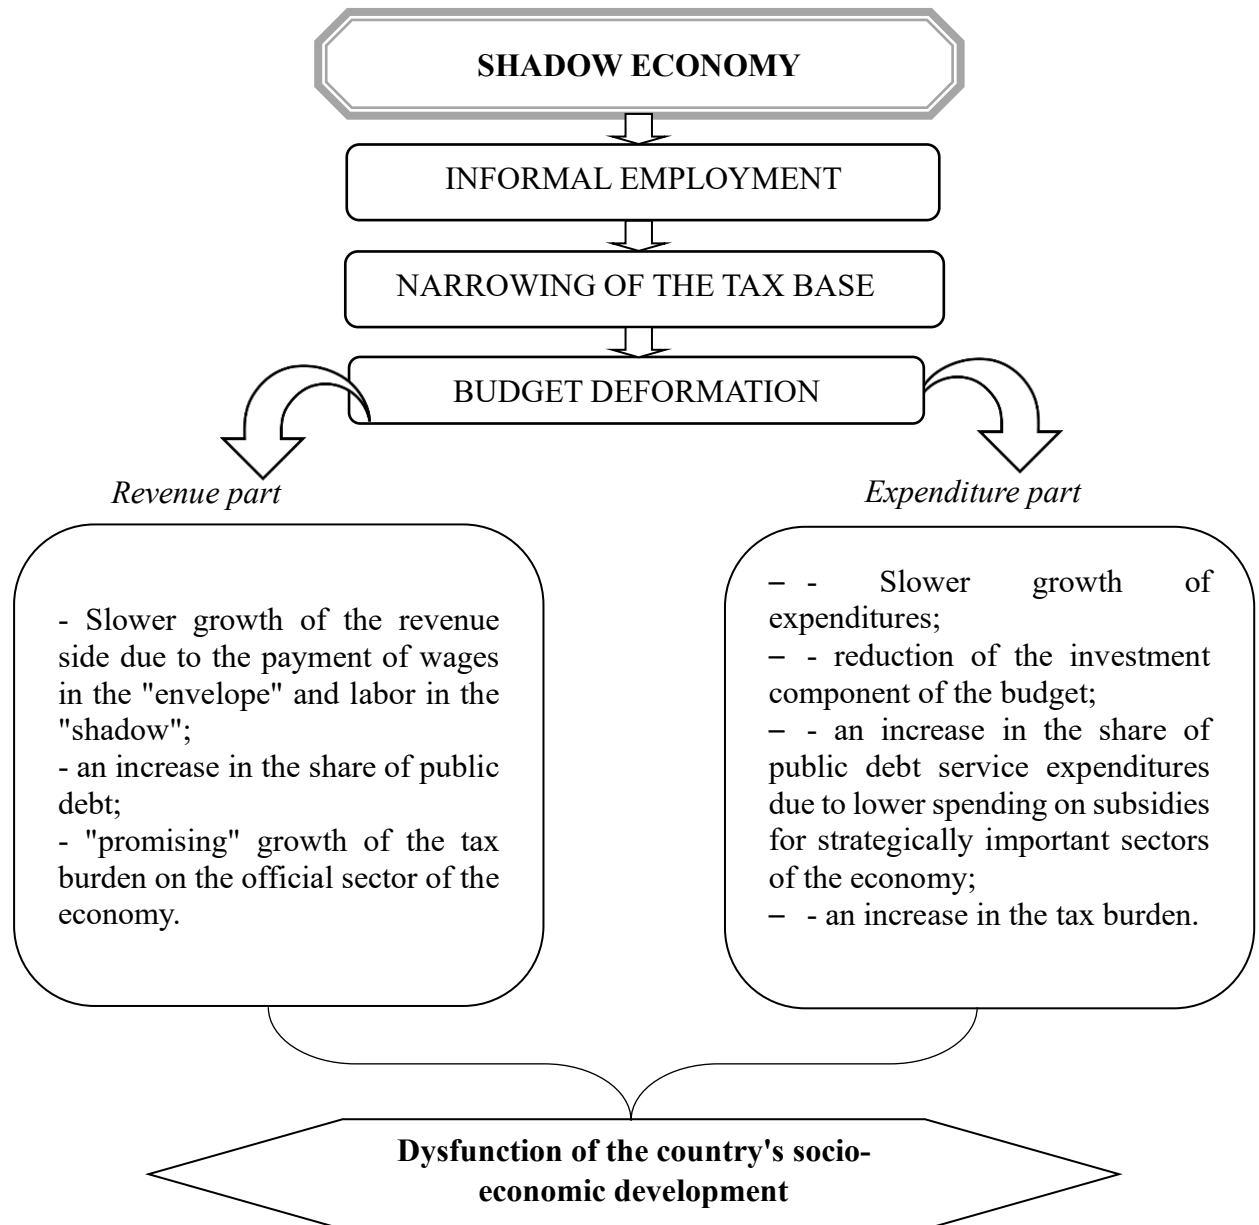 SHADOW ECONOMY
INFORMAL EMPLOYMENT
NARROWING OF THE TAX BASE
BUDGET DEFORMATION
Revenue part
- Slower growth of the revenue
side due to the payment of wages
in the "envelope" and labor in the
"shadow";
- an increase in the share of public
debt;
- "promising" growth of the tax
burden on the official sector of the
economy.
Expenditure part
– - Slower growth of
expenditures;
– - reduction of the investment
component of the budget;
– - an increase in the share of
public debt service expenditures
due to lower spending on subsidies
for strategically important sectors
of the economy;
– - an increase in the tax burden.
Dysfunction of the country's socio-
economic development